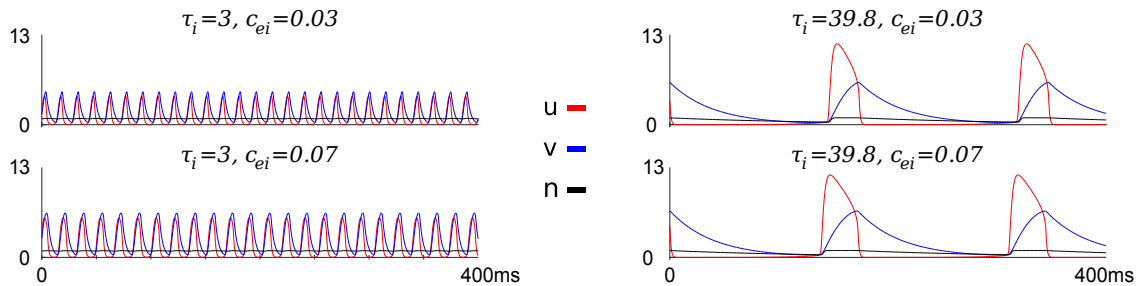 τi=3, cei=0.03
13
0
τi=3, cei=0.07
13
0
0
400ms
u
v
n
τi=39.8, cei=0.03
13
0
τi=39.8, cei=0.07
13
0
0
400ms